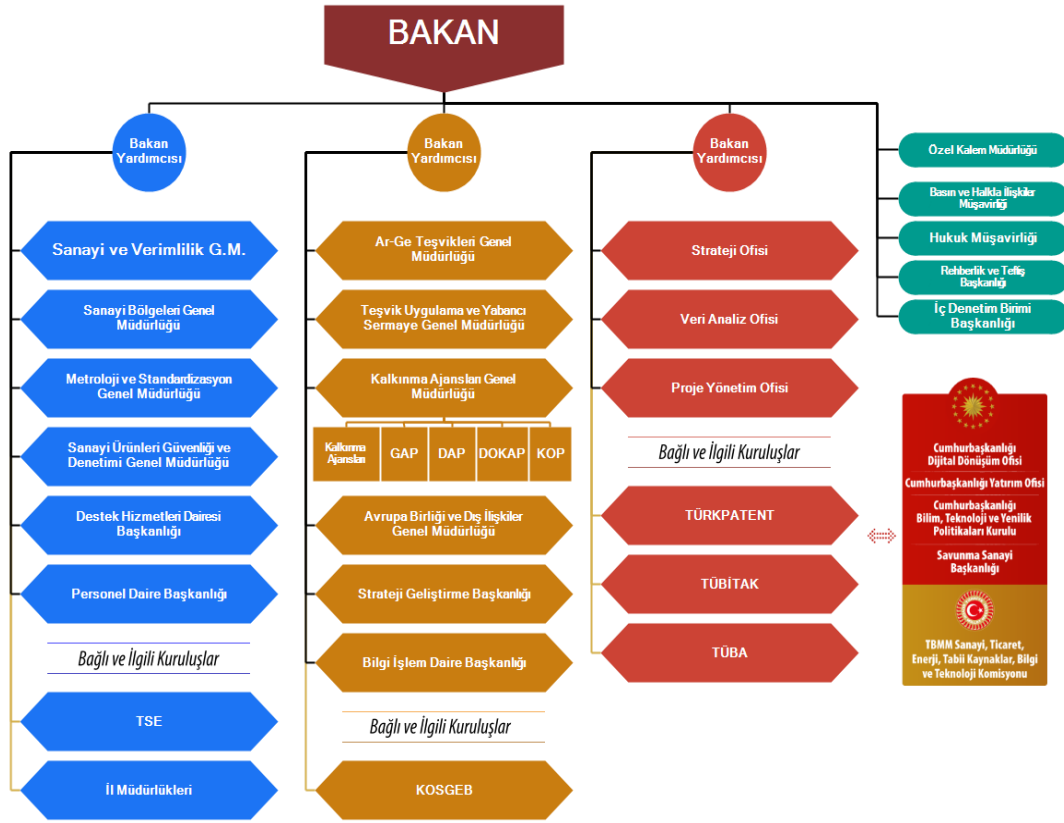 BAKAN
Bakan
Yardımcısı
Sanayi ve Verimlilik G.M.
Sanayi Bölgeleri Genel
Müdürlüğü
Metroloji ve Standardizasyon
Genel Müdürlüğü
Sanayi Ürünleri Güvenliği ve
Denetimi Genel Müdürlüğü
Destek Hizmetleri Dairesi
Başkanlığı
Personel Daire Başkanlığı
Bağlı ve İlgili Kuruluşlar
TSE
İl Müdürlükleri
Bakan
Yardımcısı
Ar-Ge Teşvikleri Genel
Müdürlüğü
Teşvik Uygulama ve Yabancı
Sermaye Genel Müdürlüğü
Kalkınma Ajansları Genel
Müdürlüğü
Kalkınma
Ajansları
GAP
DAP
DOKAP
KOP
Avrupa Birliği ve Dış İlişkiler
Genel Müdürlüğü
Strateji Geliştirme Başkanlığı
Bilgi İşlem Daire Başkanlığı
Bağlı ve İlgili Kuruluşlar
KOSGEB
Bakan
Yardımcısı
Strateji Ofisi
Veri Analiz Ofisi
Proje Yönetim Ofisi
Bağlı ve İlgili Kuruluşlar
TÜRKPATENT
TÜBİTAK
TÜBA
Özel Kalem Müdürlüğü
Basın ve Halkla İlişkiler
Müşavirliği
Hukuk Müşavirliği
Rehberlik ve Teftiş
Başkanlığı
İç Denetim Birimi
Başkanlığı
Cumhurbaşkanlığı
Dijital Dönüşüm Ofisi
Cumhurbaşkanlığı Yatırım Ofisi
Cumhurbaşkanlığı
Bilim, Teknoloji ve Yenilik
Politikaları Kurulu
Savunma Sanayi
Başkanlığı
TBMM Sanayi, Ticaret,
Enerji, Tabii Kaynaklar, Bilgi
ve Teknoloji Komisyonu